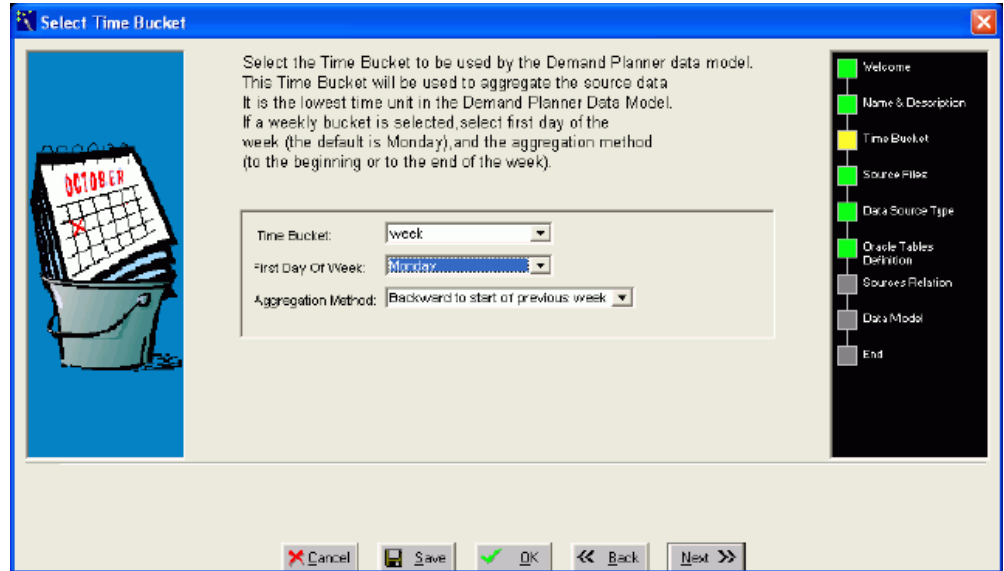 Select Time Bucket
Select the Time Bucket to be used by the Demand Planner data model.
This Time Bucket will be used to aggregate the source data
It is the lowest time unit in the Demand Planner Data Model.
If a weekly bucket is selected,select first day of the
week (the default is Monday),and the aggregation method
(to the beginning or to the end of the week).
OCTOBER
Time Bucket: week
First Day Of Week: Monday
Aggregation Method: Backward to start of previous week
Welcome
Name & Description
Time Bucket
Source Files
Data Source Type
Oracle Tables
Definition
Sources Relation
Data Model
End
Cancel Save OK Back Next